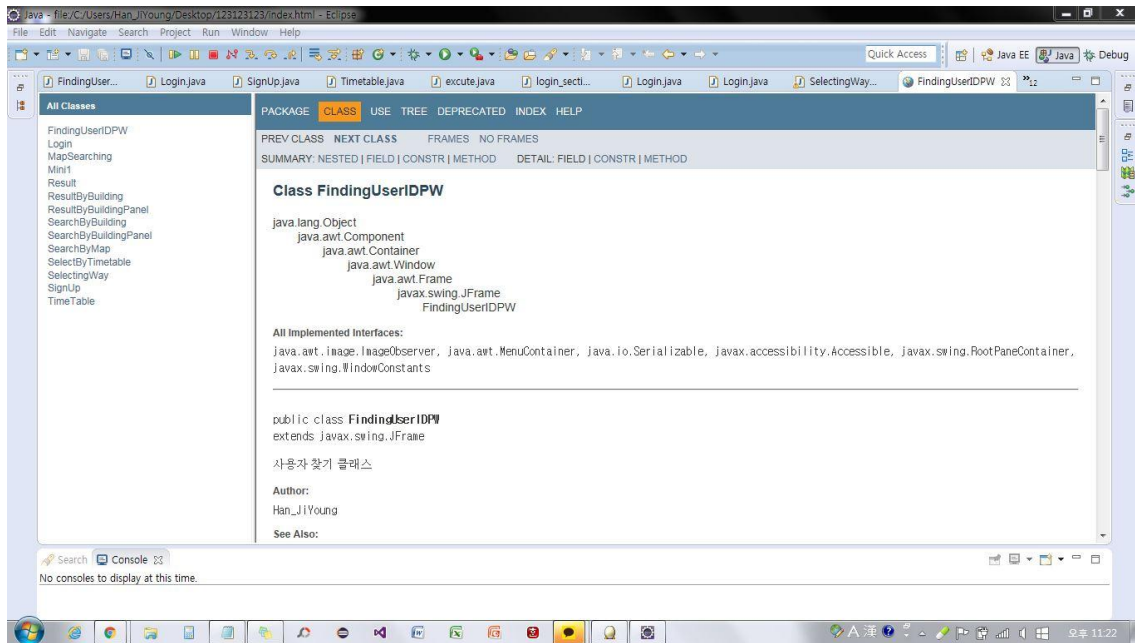 Java - file:/C:/Users/Han_JiYoung/Desktop/123123123/index.html - Eclipse
File Edit Navigate Search Project Run Window Help
Quick Access Java EE Java Debug
FindingUser... Login.java SignUp.java Timetable.java excute.java login_secti... Login.java Login.java SelectingWay... FindingUserIDPW »12
All Classes
FindingUserIDPW
Login
MapSearching
Mini1
Result
ResultByBuilding
ResultByBuildingPanel
SearchByBuilding
SearchByBuildingPanel
SearchByMap
SelectByTimetable
SelectingWay
SignUp
TimeTable
PACKAGE CLASS USE TREE DEPRECATED INDEX HELP
PREV CLASS NEXT CLASS FRAMES NO FRAMES
SUMMARY: NESTED | FIELD | CONSTR | METHOD DETAIL: FIELD | CONSTR | METHOD
Class FindingUserIDPW
java.lang.Object
java.awt.Component
java.awt.Container
java.awt.Window
java.awt.Frame
javax.swing.JFrame
FindingUserIDPW
All Implemented Interfaces:
java.awt.image.ImageObserver, java.awt.MenuContainer, java.io.Serializable, javax.accessibility.Accessible, javax.swing.RootPaneContainer,
javax.swing.WindowConstants
public class FindingUserIDPW
extends javax.swing.JFrame
사용자 찾기 클래스
Author:
Han_JiYoung
See Also:
Search Console
No consoles to display at this time.
A 漢 오후 11:22